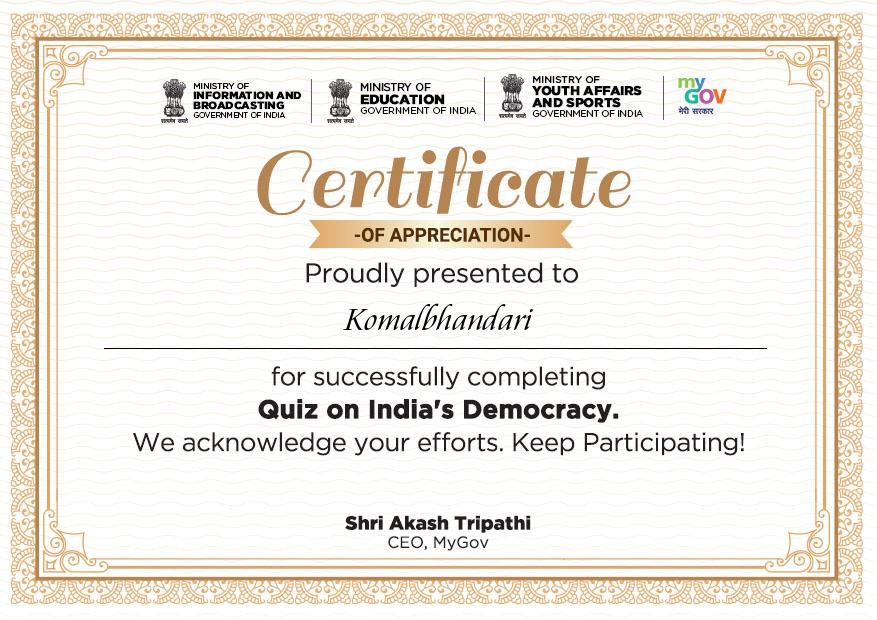 MINISTRY OF
INFORMATION AND
BROADCASTING
GOVERNMENT OF INDIA
सत्यमेव जयते
MINISTRY OF
EDUCATION
GOVERNMENT OF INDIA
सत्यमेव जयते
MINISTRY OF
YOUTH AFFAIRS
AND SPORTS
GOVERNMENT OF INDIA
सत्यमेव जयते
my
GOV
मेरी सरकार
Certificate
-OF APPRECIATION-
Proudly presented to
Komalbhandari
for successfully completing
Quiz on India's Democracy.
We acknowledge your efforts. Keep Participating!
Shri Akash Tripathi
CEO, MyGov